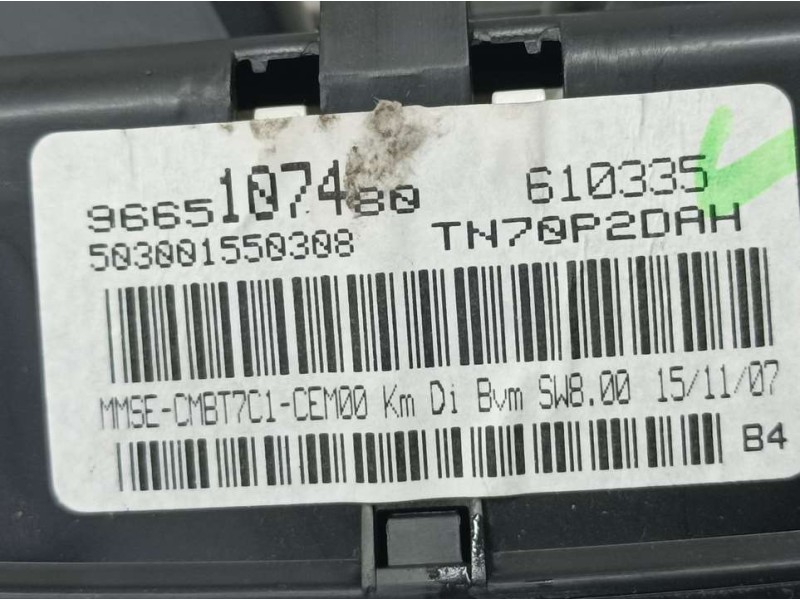 9665107480 610335
503001550308 TN70P2DAH
MMSE-CMBT7C1-CEM00 Km Di Bvm SW8.00 15/11/07
B4